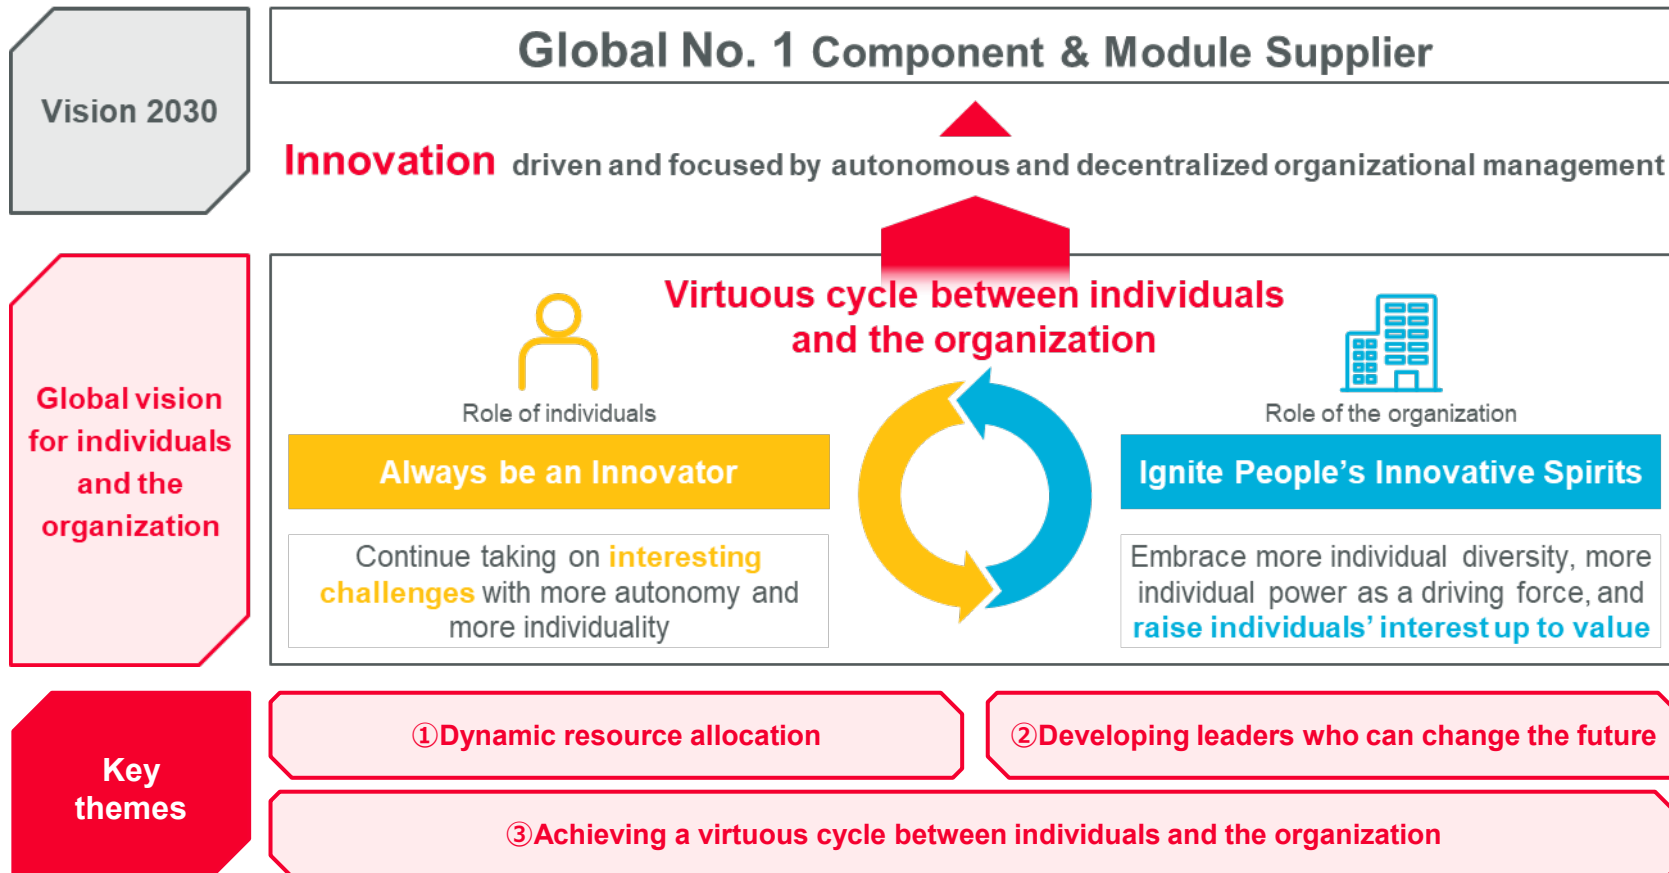 Vision 2030
Global No. 1 Component & Module Supplier
Innovation driven and focused by autonomous and decentralized organizational management
Global vision
for individuals
and the
organization
Virtuous cycle between individuals
and the organization
Role of individuals
Always be an Innovator
Continue taking on interesting
challenges with more autonomy and
more individuality
Role of the organization
Ignite People’s Innovative Spirits
Embrace more individual diversity, more
individual power as a driving force, and
raise individuals’ interest up to value
Key
themes
①Dynamic resource allocation
②Developing leaders who can change the future
③Achieving a virtuous cycle between individuals and the organization